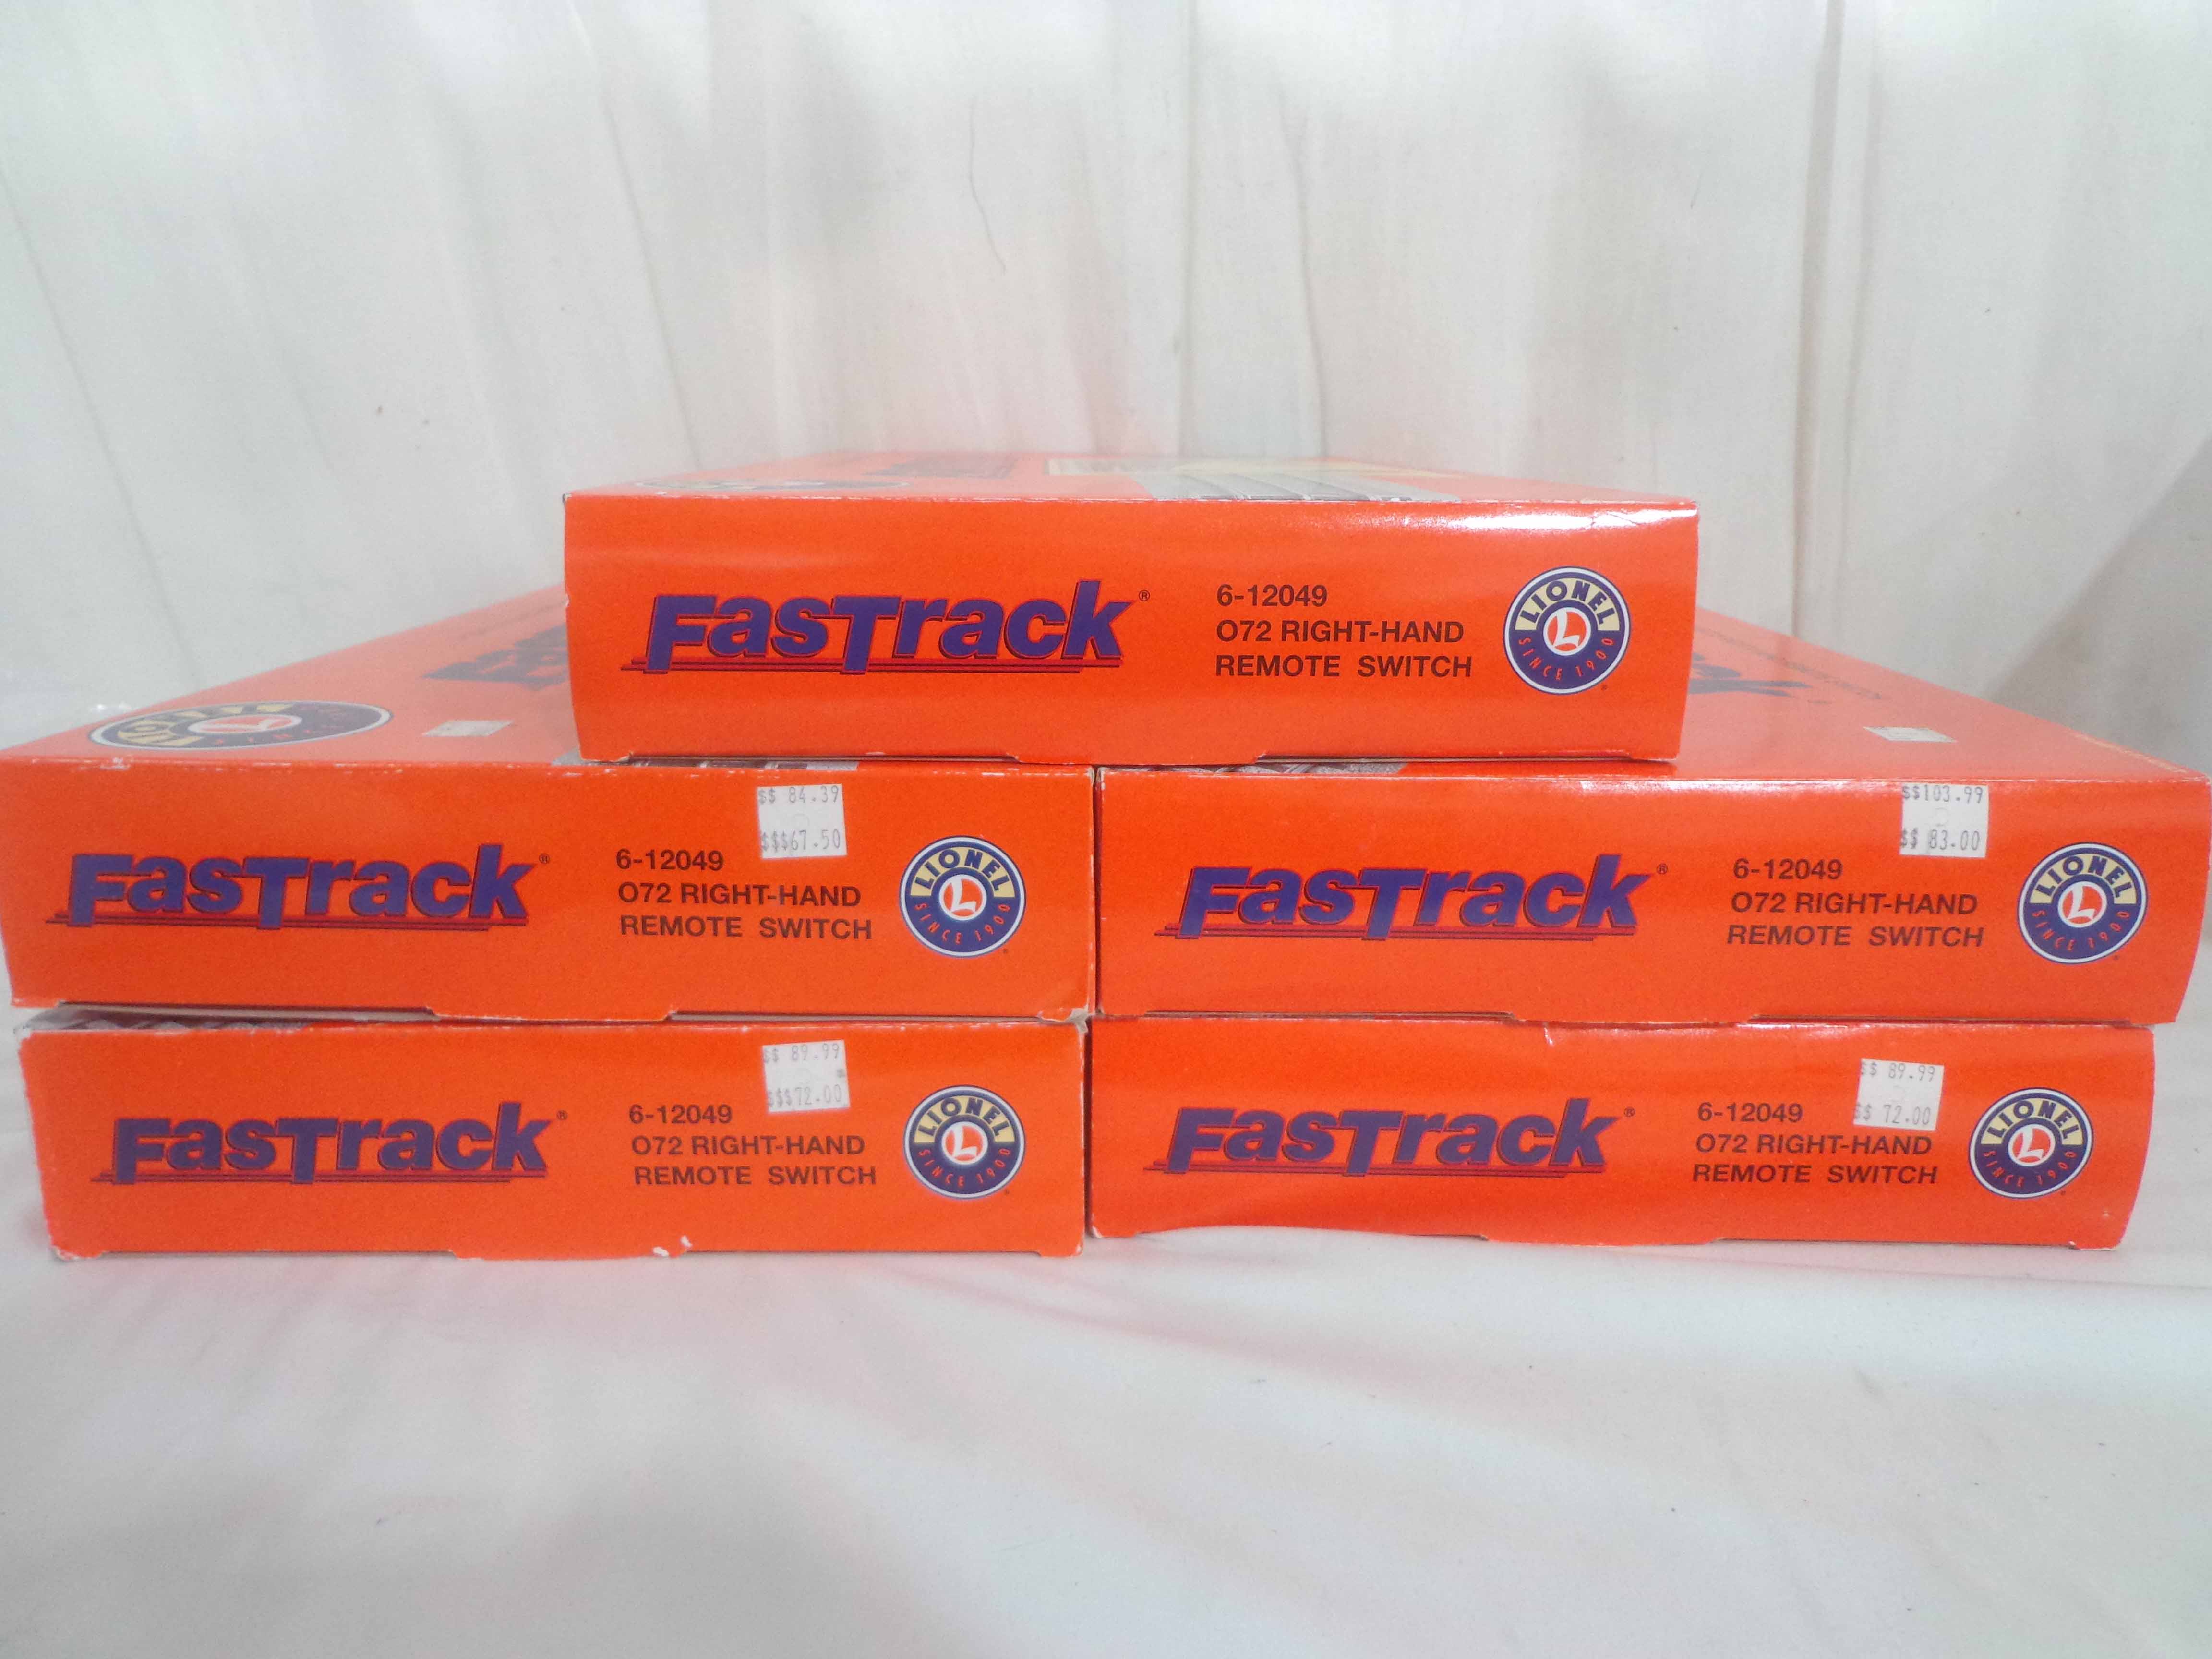 FasTrack®
6-12049
O72 RIGHT-HAND
REMOTE SWITCH
LIONEL
L
SINCE 1900
$$ 84.39
$$$67.50
FasTrack®
6-12049
O72 RIGHT-HAND
REMOTE SWITCH
LIONEL
L
SINCE 1900
$$103.99
$$ 83.00
FasTrack®
6-12049
O72 RIGHT-HAND
REMOTE SWITCH
LIONEL
L
SINCE 1900
$$ 89.99
$$$72.00
FasTrack®
6-12049
O72 RIGHT-HAND
REMOTE SWITCH
LIONEL
L
SINCE 1900
$$ 89.99
$$ 72.00
FasTrack®
6-12049
O72 RIGHT-HAND
REMOTE SWITCH
LIONEL
L
SINCE 1900